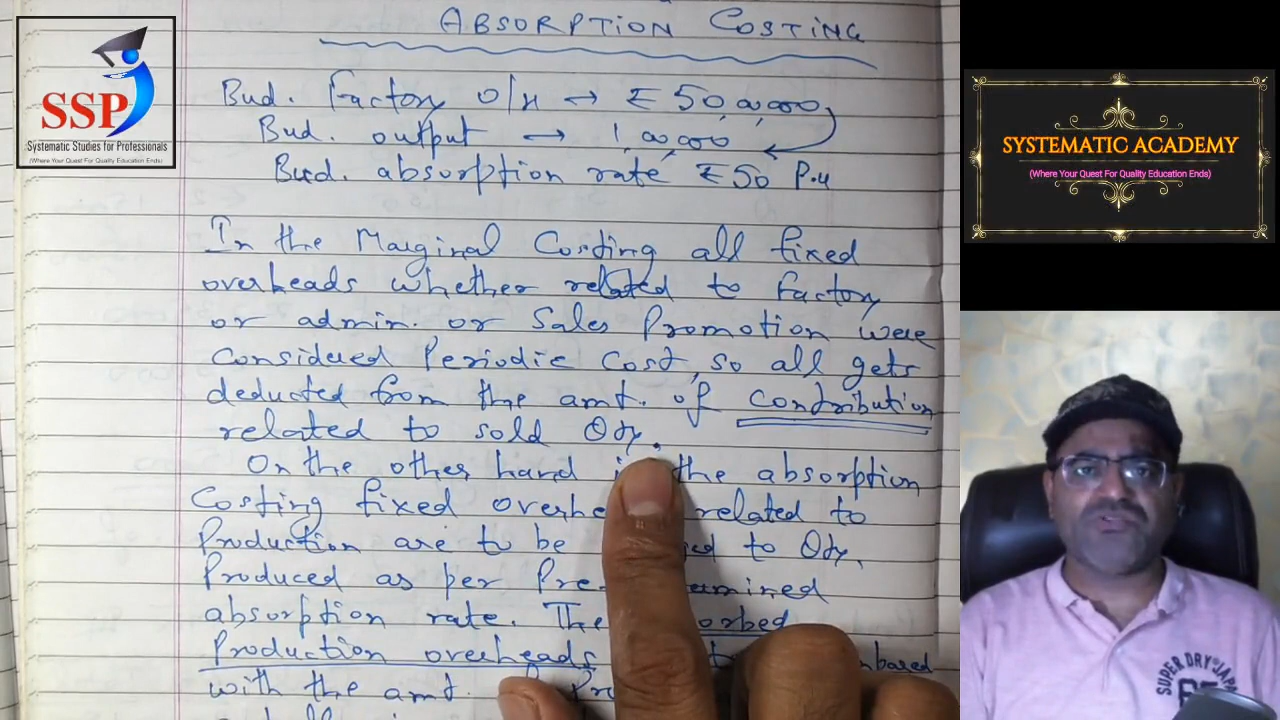 ABSORPTION COSTING
Bud. Factory O/H → ₹ 50,00,000
Bud. output → 1,00,000
Bud. absorption rate ₹50 P.u
In the Marginal Costing all fixed
overheads whether related to Factory
or admin. or Sales Promotion were
Considered Periodic Cost, so all gets
deducted from the amt. of contribution
related to sold Qty.
On the other hand the absorption
Costing fixed related to
Production are to be to Qty.
Produced as per
absorption rate. The
Production overheads
with the amt.
SSP
Systematic Studies for Professionals
(Where Your Quest For Quality Education Ends)
SYSTEMATIC ACADEMY
(Where Your Quest For Quality Education Ends)
SUPER DRY